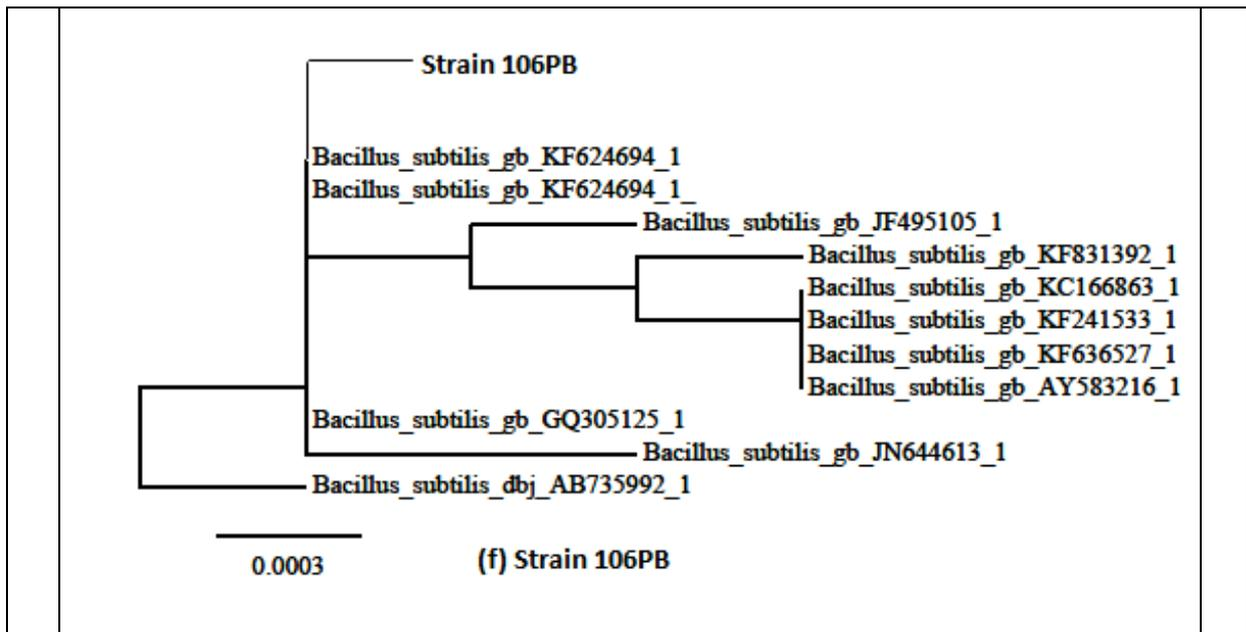 Strain 106PB
Bacillus_subtilis_gb_KF624694_1
Bacillus_subtilis_gb_KF624694_1_
Bacillus_subtilis_gb_JF495105_1
Bacillus_subtilis_gb_KF831392_1
Bacillus_subtilis_gb_KC166863_1
Bacillus_subtilis_gb_KF241533_1
Bacillus_subtilis_gb_KF636527_1
Bacillus_subtilis_gb_AY583216_1
Bacillus_subtilis_gb_GQ305125_1
Bacillus_subtilis_gb_JN644613_1
Bacillus_subtilis_dbj_AB735992_1
0.0003
(f) Strain 106PB